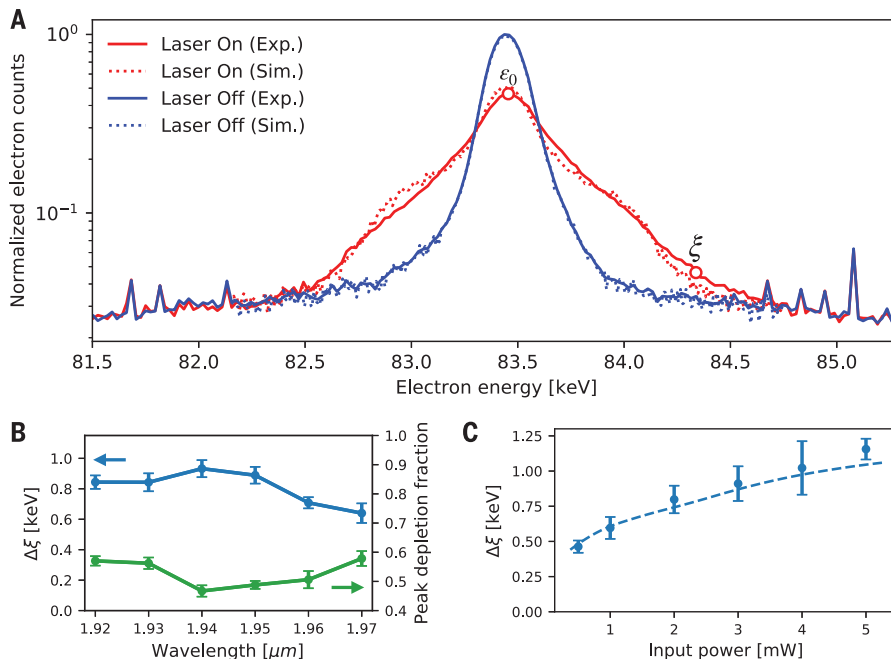 A
Normalized electron counts
10⁰
10⁻¹
Laser On (Exp.)
Laser On (Sim.)
Laser Off (Exp.)
Laser Off (Sim.)
ε₀
ξ
81.5 82.0 82.5 83.0 83.5 84.0 84.5 85.0
Electron energy [keV]
B
Δξ [keV]
1.0
0.8
0.6
0.4
0.2
0.0
1.92 1.93 1.94 1.95 1.96 1.97
Wavelength [μm]
1.0
0.9
0.8
0.7
0.6
0.5
0.4
Peak depletion fraction
C
Δξ [keV]
1.25
1.00
0.75
0.50
0.25
0.00
1 2 3 4 5
Input power [mW]